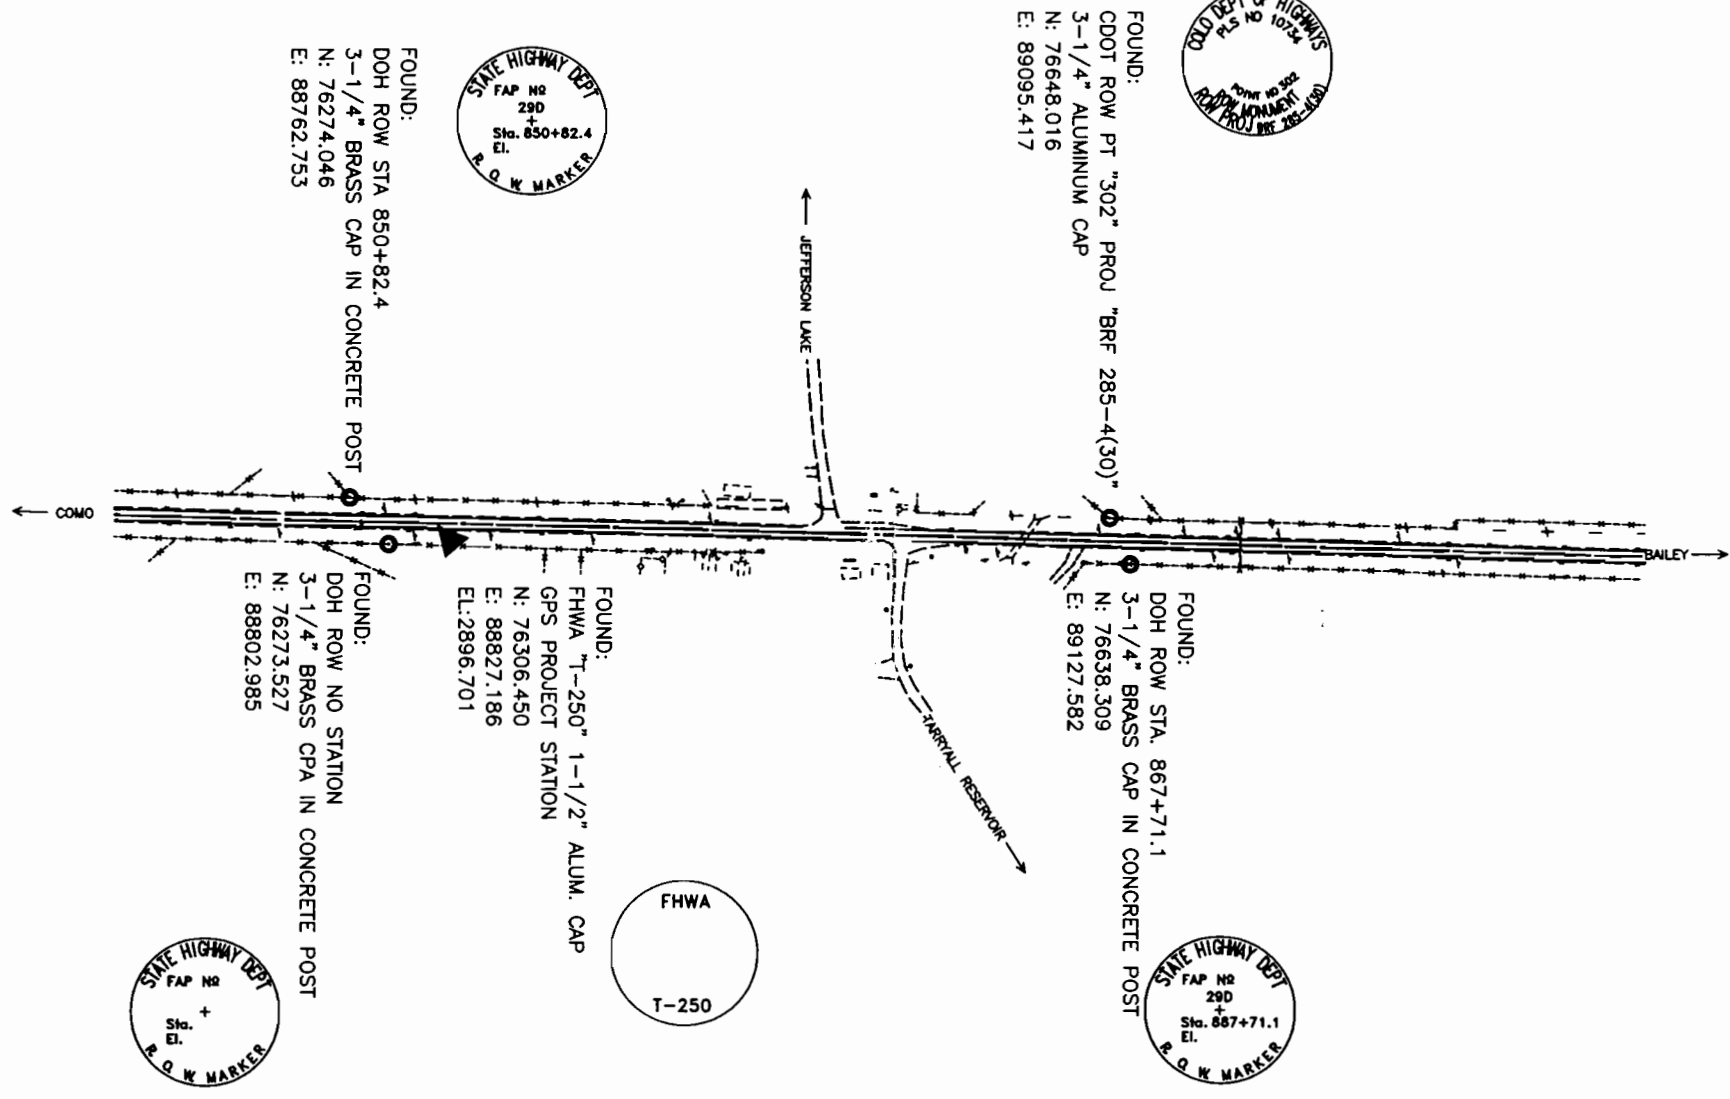 COLO DEPT OF HIGHWAYS
PLS NO 10734
POINT NO 302
ROW MONUMENT
ROW PROJ BRF 285-4(30)
FOUND:
CDOT ROW PT "302" PROJ "BRF 285-4(30)"
3-1/4" ALUMINUM CAP
N: 76648.016
E: 89095.417
STATE HIGHWAY DEPT
FAP Nº
29D
+
Sta. 850+82.4
El.
R. O. W. MARKER
FOUND:
DOH ROW STA 850+82.4
3-1/4" BRASS CAP IN CONCRETE POST
N: 76274.046
E: 88762.753
JEFFERSON LAKE
COMO
BAILEY
TARRYALL RESERVOIR
FOUND:
DOH ROW STA. 867+71.1
3-1/4" BRASS CAP IN CONCRETE POST
N: 76638.309
E: 89127.582
FOUND:
FHWA "T-250" 1-1/2" ALUM. CAP
GPS PROJECT STATION
N: 76306.450
E: 88827.186
EL:2896.701
FOUND:
DOH ROW NO STATION
3-1/4" BRASS CPA IN CONCRETE POST
N: 76273.527
E: 88802.985
FHWA
T-250
STATE HIGHWAY DEPT
FAP Nº
+
Sta.
El.
R. O. W. MARKER
STATE HIGHWAY DEPT
FAP Nº
29D
+
Sta. 887+71.1
El.
R. O. W. MARKER